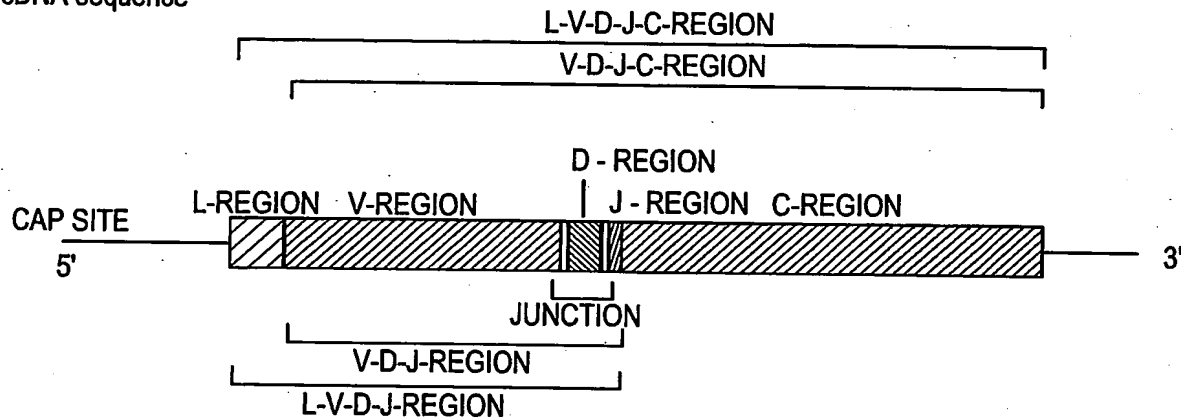 cDNA sequence
L-V-D-J-C-REGION
V-D-J-C-REGION
D - REGION
L-REGION V-REGION J - REGION C-REGION
CAP SITE
5' 3'
JUNCTION
V-D-J-REGION
L-V-D-J-REGION